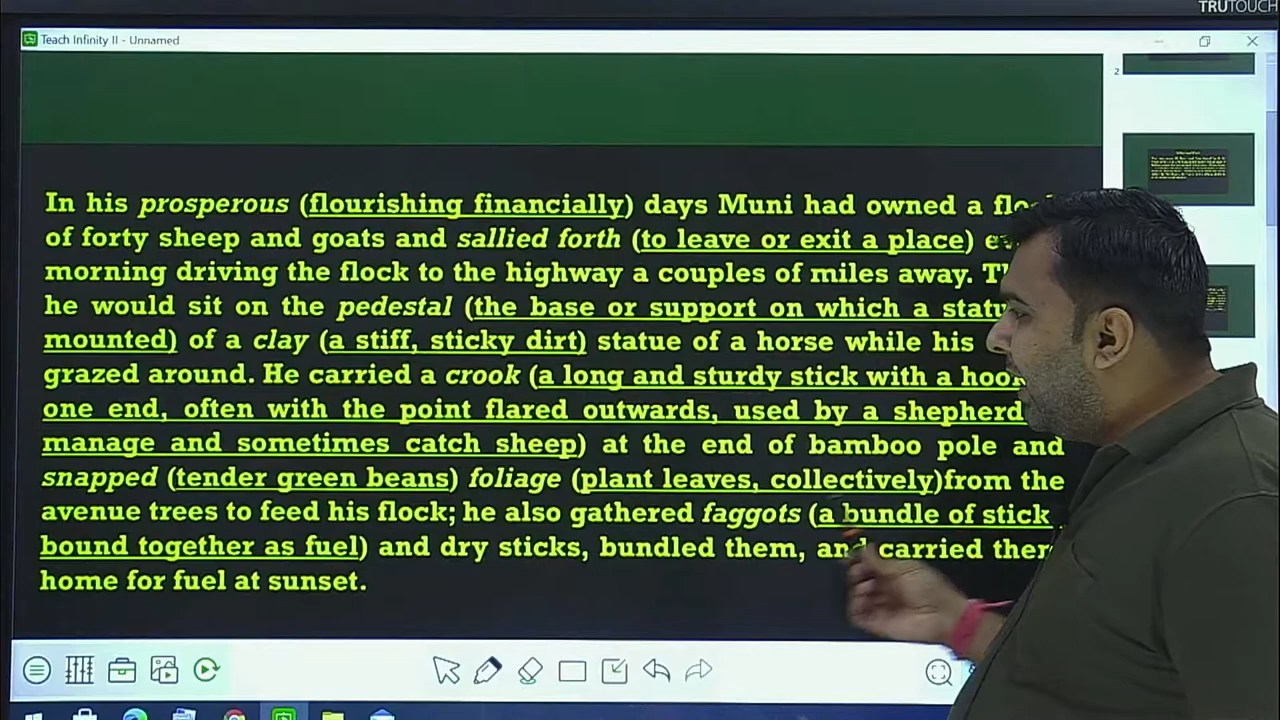 TRUTOUCH
Teach Infinity II - Unnamed
2
In his prosperous (flourishing financially) days Muni had owned a
of forty sheep and goats and sallied forth (to leave or exit a place)
morning driving the flock to the highway a couples of miles away.
he would sit on the pedestal (the base or support on which a
mounted) of a clay (a stiff, sticky dirt) statue of a horse while his
grazed around. He carried a crook (a long and sturdy stick with a
one end, often with the point flared outwards, used by a shepherd
manage and sometimes catch sheep) at the end of bamboo pole and
snapped (tender green beans) foliage (plant leaves, collectively)from the
avenue trees to feed his flock; he also gathered faggots (a bundle of stick
bound together as fuel) and dry sticks, bundled them, and carried
home for fuel at sunset.